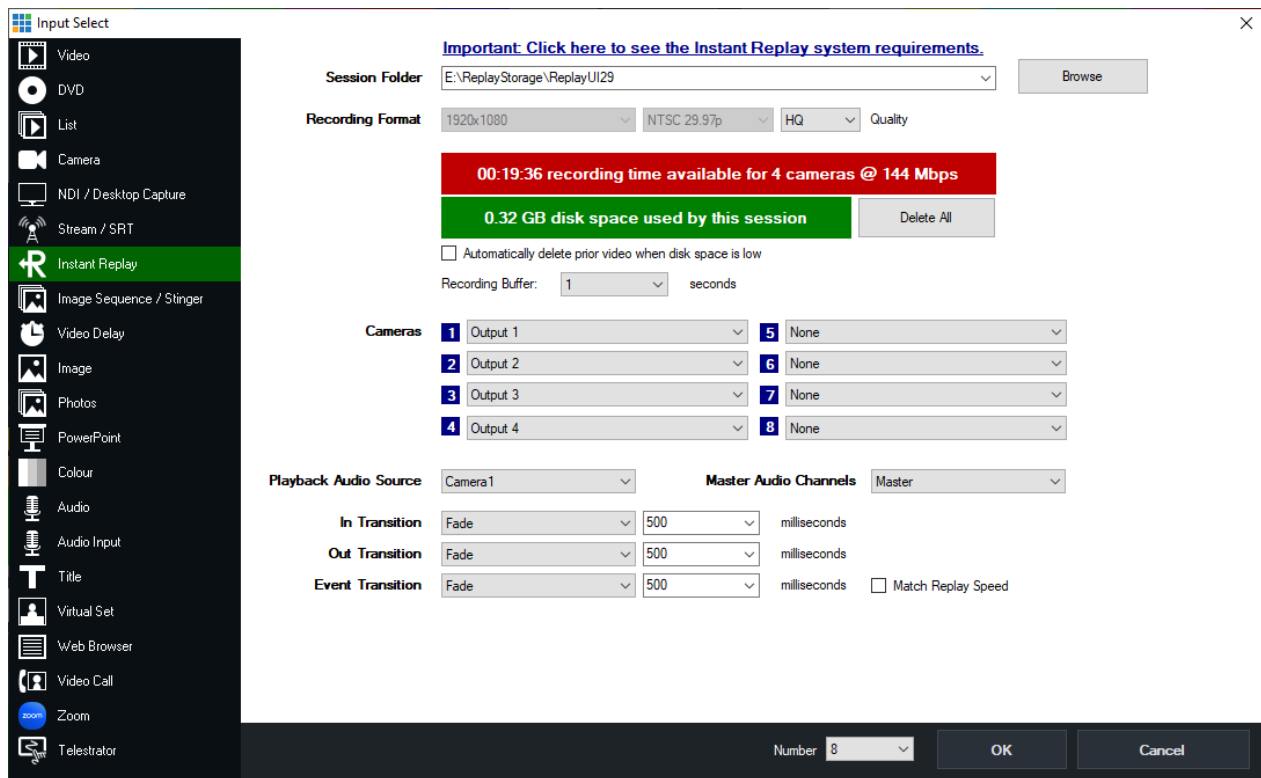 Input Select
Video
DVD
List
Camera
NDI / Desktop Capture
Stream / SRT
Instant Replay
Image Sequence / Stinger
Video Delay
Image
Photos
PowerPoint
Colour
Audio
Audio Input
Title
Virtual Set
Web Browser
Video Call
zoom Zoom
Telestrator
Important: Click here to see the Instant Replay system requirements.
Session Folder E:\ReplayStorage\ReplayUI29 Browse
Recording Format 1920x1080 NTSC 29.97p HQ Quality
00:19:36 recording time available for 4 cameras @ 144 Mbps
0.32 GB disk space used by this session Delete All
Automatically delete prior video when disk space is low
Recording Buffer: 1 seconds
Cameras 1 Output 1 5 None
2 Output 2 6 None
3 Output 3 7 None
4 Output 4 8 None
Playback Audio Source Camera1 Master Audio Channels Master
In Transition Fade 500 milliseconds
Out Transition Fade 500 milliseconds
Event Transition Fade 500 milliseconds Match Replay Speed
Number 8 OK Cancel